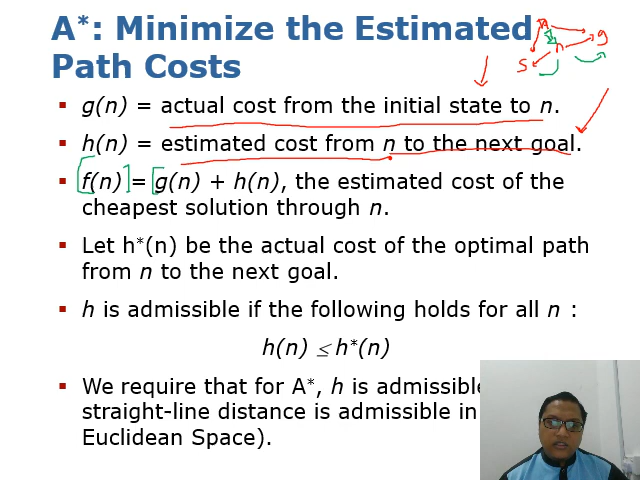 A*: Minimize the Estimated
Path Costs
g(n) = actual cost from the initial state to n.
h(n) = estimated cost from n to the next goal.
f(n) = g(n) + h(n), the estimated cost of the
cheapest solution through n.
Let h*(n) be the actual cost of the optimal path
from n to the next goal.
h is admissible if the following holds for all n :
h(n) ≤ h*(n)
We require that for A*, h is admissible
straight-line distance is admissible in
Euclidean Space).
n
g
S